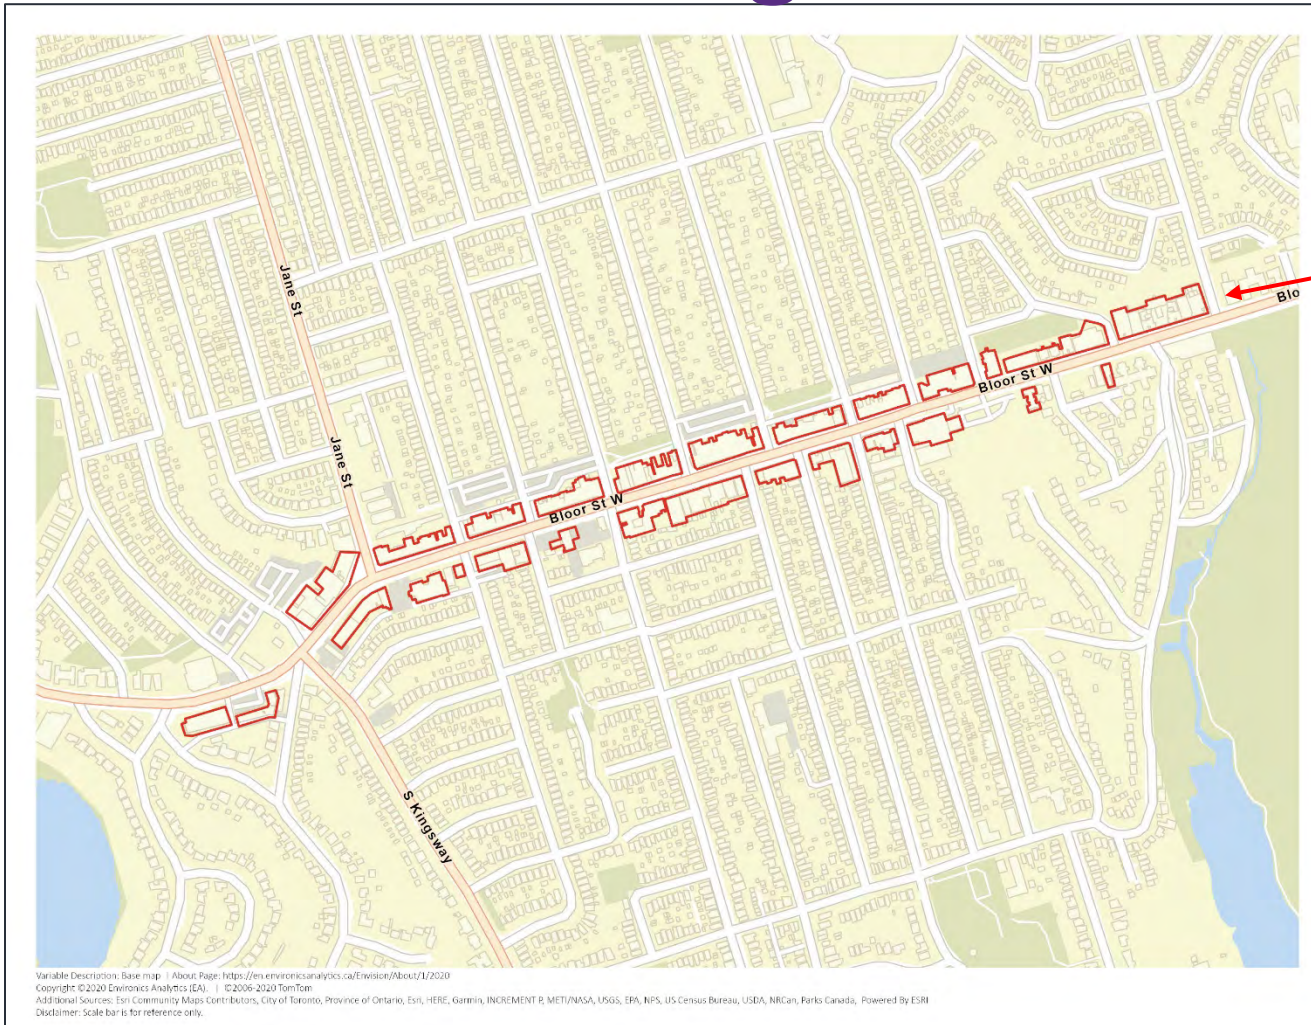 Jane St
Blo
Bloor St W
Jane St
Bloor St W
S Kingsway
Variable Description: Base map | About Page: https://en.environicsanalytics.ca/Envision/About/1/2020
Copyright ©2020 Environics Analytics (EA). | ©2006-2020 TomTom
Additional Sources: Esri Community Maps Contributors, City of Toronto, Province of Ontario, Esri, HERE, Garmin, INCREMENT P, METI/NASA, USGS, EPA, NPS, US Census Bureau, USDA, NRCan, Parks Canada, Powered By ESRI
Disclaimer: Scale bar is for reference only.